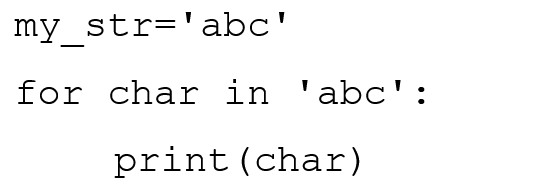 my_str='abc'
for char in 'abc':
    print(char)